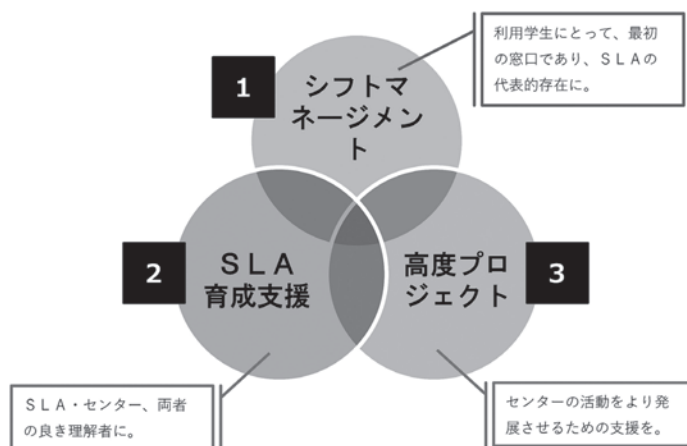 1
シフトマ
ネージメン
ト
利用学生にとって、最初
の窓口であり、ＳＬＡの
代表的存在に。
2
ＳＬＡ
育成支援
高度プロ
ジェクト
3
ＳＬＡ・センター、両者
の良き理解者に。
センターの活動をより発
展させるための支援を。